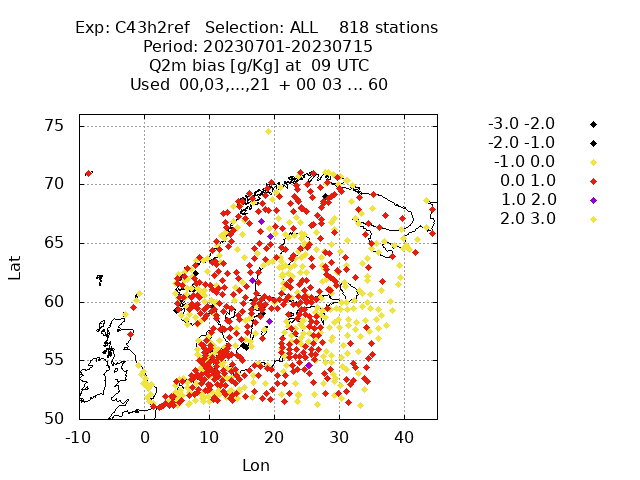 Exp: C43h2ref   Selection: ALL    818 stations
Period: 20230701-20230715
Q2m bias [g/Kg] at  09 UTC
Used  00,03,...,21  + 00 03 ... 60
-3.0 -2.0
-2.0 -1.0
-1.0 0.0
0.0 1.0
1.0 2.0
2.0 3.0
75
70
65
60
55
50
Lat
-10 0 10 20 30 40
Lon